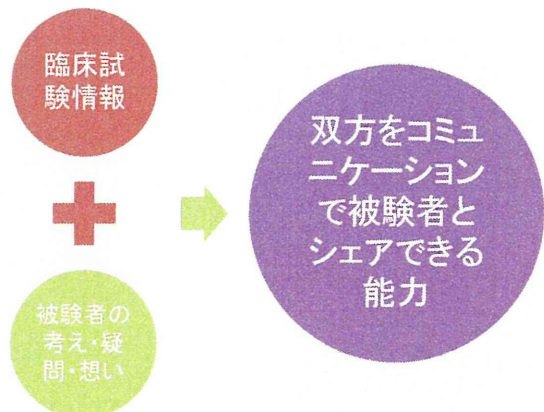 臨床試
験情報
被験者の
考え・疑
問・想い
双方をコミュ
ニケーション
で被験者と
シェアできる
能力